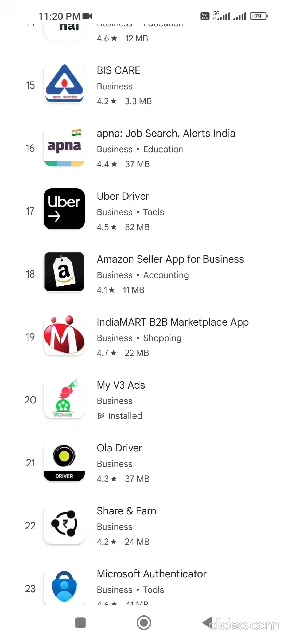 11:20 PM
5G
79
Business • Education
4.6★ 12 MB
15
BIS CARE
Business
4.2★ 3.3 MB
16
apna
apna: Job Search, Alerts India
Business • Education
4.4★ 37 MB
17
Uber
Uber Driver
Business • Tools
4.5★ 82 MB
18
a
Amazon Seller App for Business
Business • Accounting
4.1★ 11 MB
19
IndiaMART B2B Marketplace App
Business • Shopping
4.7★ 22 MB
20
My V3 Ads
Business
Installed
21
DRIVER
Ola Driver
Business
4.3★ 37 MB
22
₹
Share & Earn
Business
4.2★ 24 MB
23
Microsoft Authenticator
Business • Tools